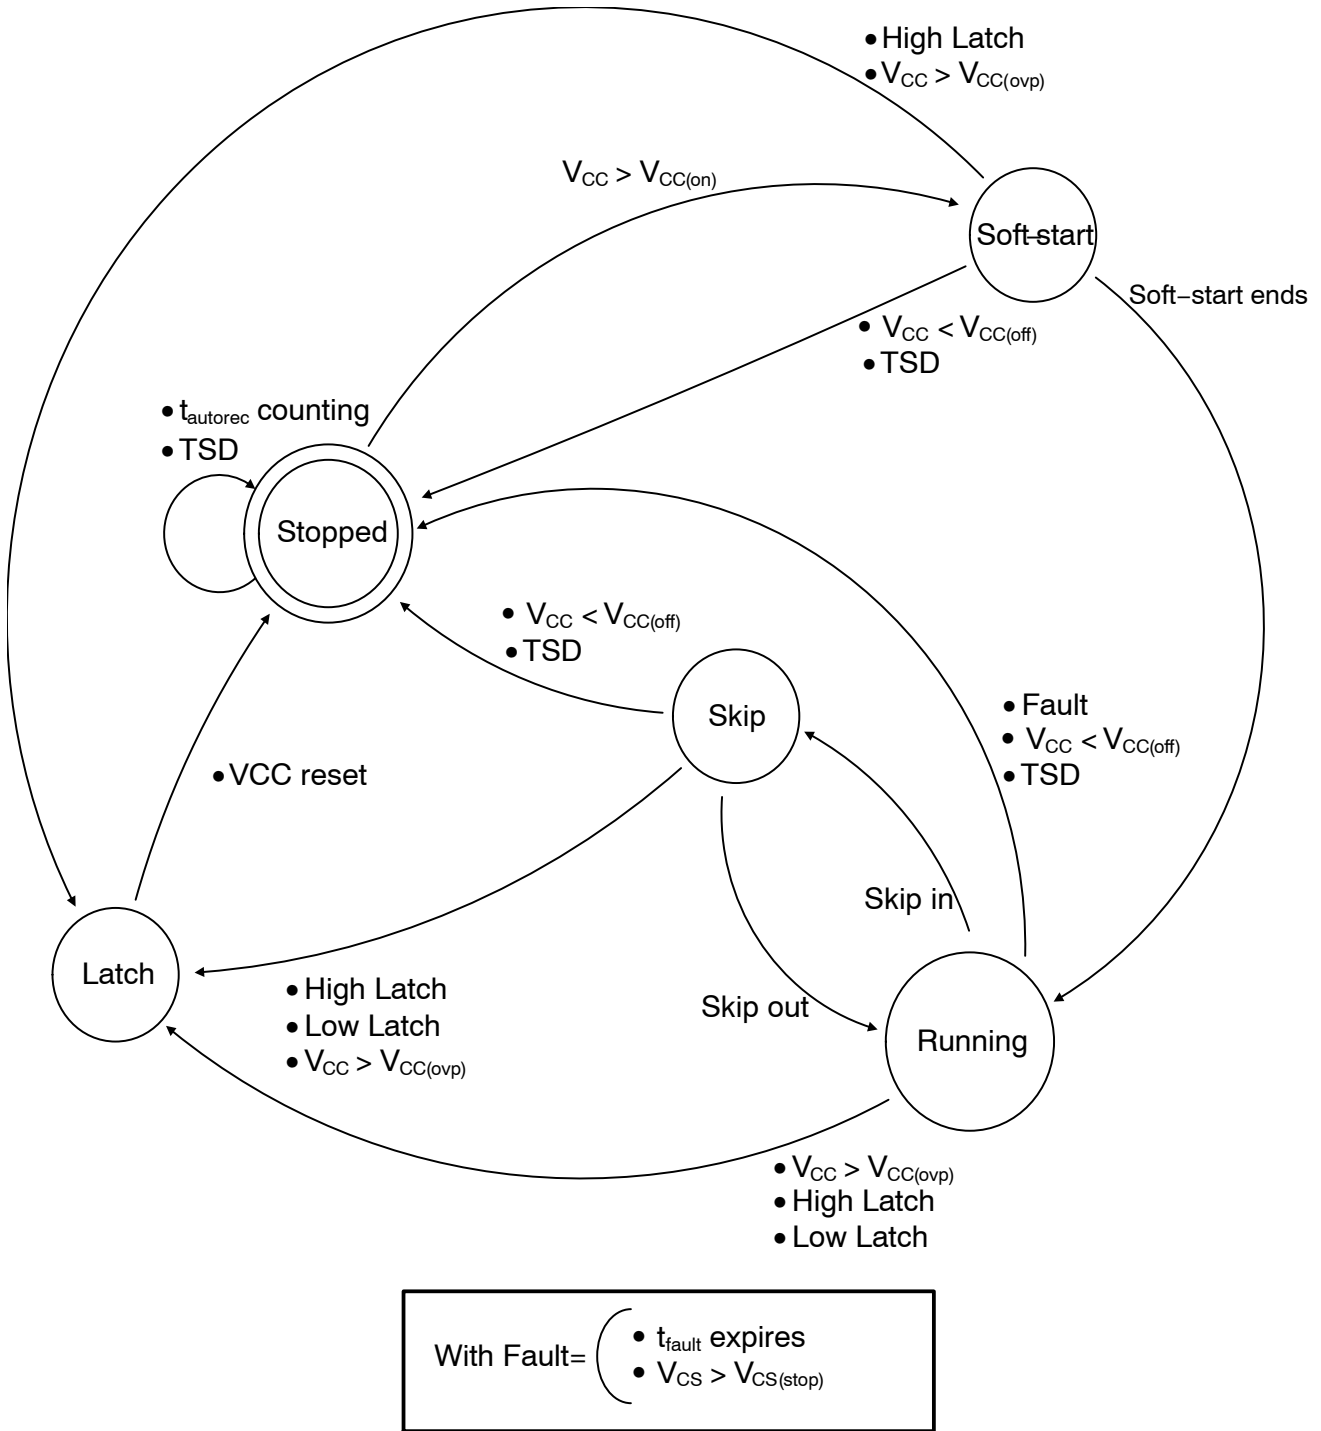 • High Latch
• VCC > VCC(ovp)
VCC > VCC(on)
Soft−start
Soft−start ends
• VCC < VCC(off)
• TSD
• tautorec counting
• TSD
Stopped
• VCC < VCC(off)
• TSD
Skip
• Fault
• VCC < VCC(off)
• TSD
• VCC reset
Skip in
Latch
• High Latch
• Low Latch
• VCC > VCC(ovp)
Skip out
Running
• VCC > VCC(ovp)
• High Latch
• Low Latch
With Fault=
• tfault expires
• VCS > VCS(stop)